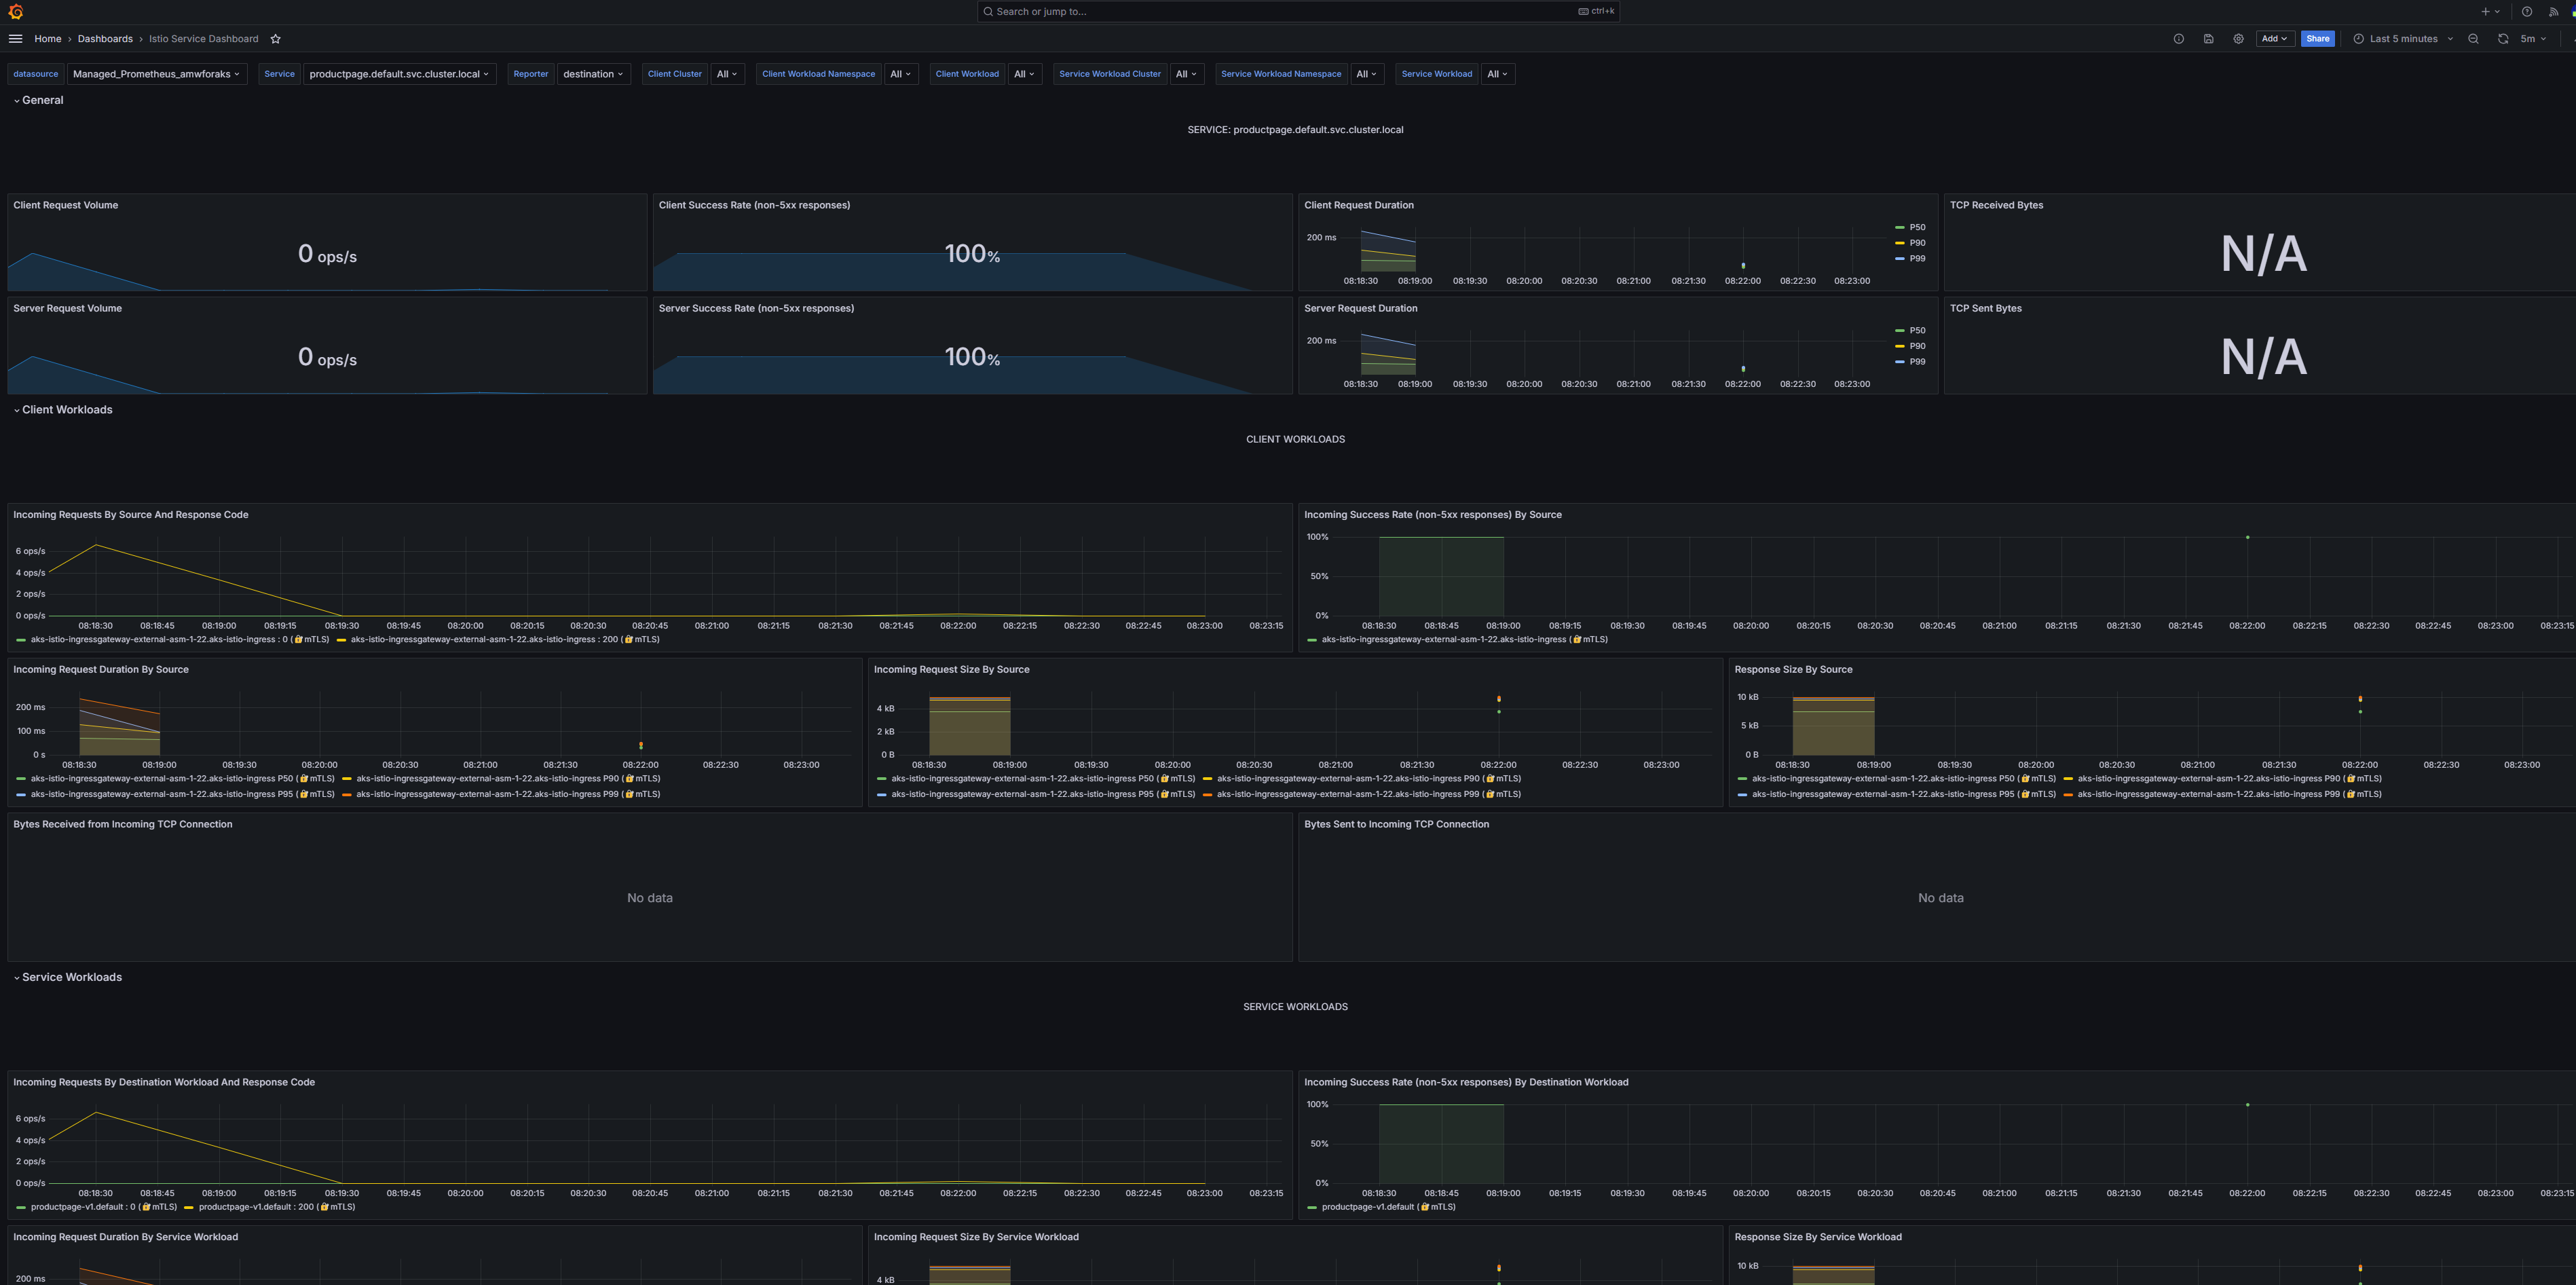 Search or jump to... ctrl+k
Home › Dashboards › Istio Service Dashboard
Add Share Last 5 minutes 5m
datasource Managed_Prometheus_amwforaks Service productpage.default.svc.cluster.local Reporter destination Client Cluster All Client Workload Namespace All Client Workload All Service Workload Cluster All Service Workload Namespace All Service Workload All
General
SERVICE: productpage.default.svc.cluster.local
Client Request Volume
0 ops/s
Client Success Rate (non-5xx responses)
100%
Client Request Duration
200 ms
08:18:30 08:19:00 08:19:30 08:20:00 08:20:30 08:21:00 08:21:30 08:22:00 08:22:30 08:23:00
P50
P90
P99
TCP Received Bytes
N/A
Server Request Volume
0 ops/s
Server Success Rate (non-5xx responses)
100%
Server Request Duration
200 ms
08:18:30 08:19:00 08:19:30 08:20:00 08:20:30 08:21:00 08:21:30 08:22:00 08:22:30 08:23:00
P50
P90
P99
TCP Sent Bytes
N/A
Client Workloads
CLIENT WORKLOADS
Incoming Requests By Source And Response Code
6 ops/s
4 ops/s
2 ops/s
0 ops/s
08:18:30 08:18:45 08:19:00 08:19:15 08:19:30 08:19:45 08:20:00 08:20:15 08:20:30 08:20:45 08:21:00 08:21:15 08:21:30 08:21:45 08:22:00 08:22:15 08:22:30 08:22:45 08:23:00 08:23:15
aks-istio-ingressgateway-external-asm-1-22.aks-istio-ingress : 0 (🔐mTLS) aks-istio-ingressgateway-external-asm-1-22.aks-istio-ingress : 200 (🔐mTLS)
Incoming Success Rate (non-5xx responses) By Source
100%
50%
0%
08:18:30 08:18:45 08:19:00 08:19:15 08:19:30 08:19:45 08:20:00 08:20:15 08:20:30 08:20:45 08:21:00 08:21:15 08:21:30 08:21:45 08:22:00 08:22:15 08:22:30 08:22:45 08:23:00 08:23:15
aks-istio-ingressgateway-external-asm-1-22.aks-istio-ingress (🔐mTLS)
Incoming Request Duration By Source
200 ms
100 ms
0 s
08:18:30 08:19:00 08:19:30 08:20:00 08:20:30 08:21:00 08:21:30 08:22:00 08:22:30 08:23:00
aks-istio-ingressgateway-external-asm-1-22.aks-istio-ingress P50 (🔐mTLS) aks-istio-ingressgateway-external-asm-1-22.aks-istio-ingress P90 (🔐mTLS)
aks-istio-ingressgateway-external-asm-1-22.aks-istio-ingress P95 (🔐mTLS) aks-istio-ingressgateway-external-asm-1-22.aks-istio-ingress P99 (🔐mTLS)
Incoming Request Size By Source
4 kB
2 kB
0 B
08:18:30 08:19:00 08:19:30 08:20:00 08:20:30 08:21:00 08:21:30 08:22:00 08:22:30 08:23:00
aks-istio-ingressgateway-external-asm-1-22.aks-istio-ingress P50 (🔐mTLS) aks-istio-ingressgateway-external-asm-1-22.aks-istio-ingress P90 (🔐mTLS)
aks-istio-ingressgateway-external-asm-1-22.aks-istio-ingress P95 (🔐mTLS) aks-istio-ingressgateway-external-asm-1-22.aks-istio-ingress P99 (🔐mTLS)
Response Size By Source
10 kB
5 kB
0 B
08:18:30 08:19:00 08:19:30 08:20:00 08:20:30 08:21:00 08:21:30 08:22:00 08:22:30 08:23:00
aks-istio-ingressgateway-external-asm-1-22.aks-istio-ingress P50 (🔐mTLS) aks-istio-ingressgateway-external-asm-1-22.aks-istio-ingress P90 (🔐mTLS)
aks-istio-ingressgateway-external-asm-1-22.aks-istio-ingress P95 (🔐mTLS) aks-istio-ingressgateway-external-asm-1-22.aks-istio-ingress P99 (🔐mTLS)
Bytes Received from Incoming TCP Connection
No data
Bytes Sent to Incoming TCP Connection
No data
Service Workloads
SERVICE WORKLOADS
Incoming Requests By Destination Workload And Response Code
6 ops/s
4 ops/s
2 ops/s
0 ops/s
08:18:30 08:18:45 08:19:00 08:19:15 08:19:30 08:19:45 08:20:00 08:20:15 08:20:30 08:20:45 08:21:00 08:21:15 08:21:30 08:21:45 08:22:00 08:22:15 08:22:30 08:22:45 08:23:00 08:23:15
productpage-v1.default : 0 (🔐mTLS) productpage-v1.default : 200 (🔐mTLS)
Incoming Success Rate (non-5xx responses) By Destination Workload
100%
50%
0%
08:18:30 08:18:45 08:19:00 08:19:15 08:19:30 08:19:45 08:20:00 08:20:15 08:20:30 08:20:45 08:21:00 08:21:15 08:21:30 08:21:45 08:22:00 08:22:15 08:22:30 08:22:45 08:23:00 08:23:15
productpage-v1.default (🔐mTLS)
Incoming Request Duration By Service Workload
200 ms
Incoming Request Size By Service Workload
4 kB
Response Size By Service Workload
10 kB